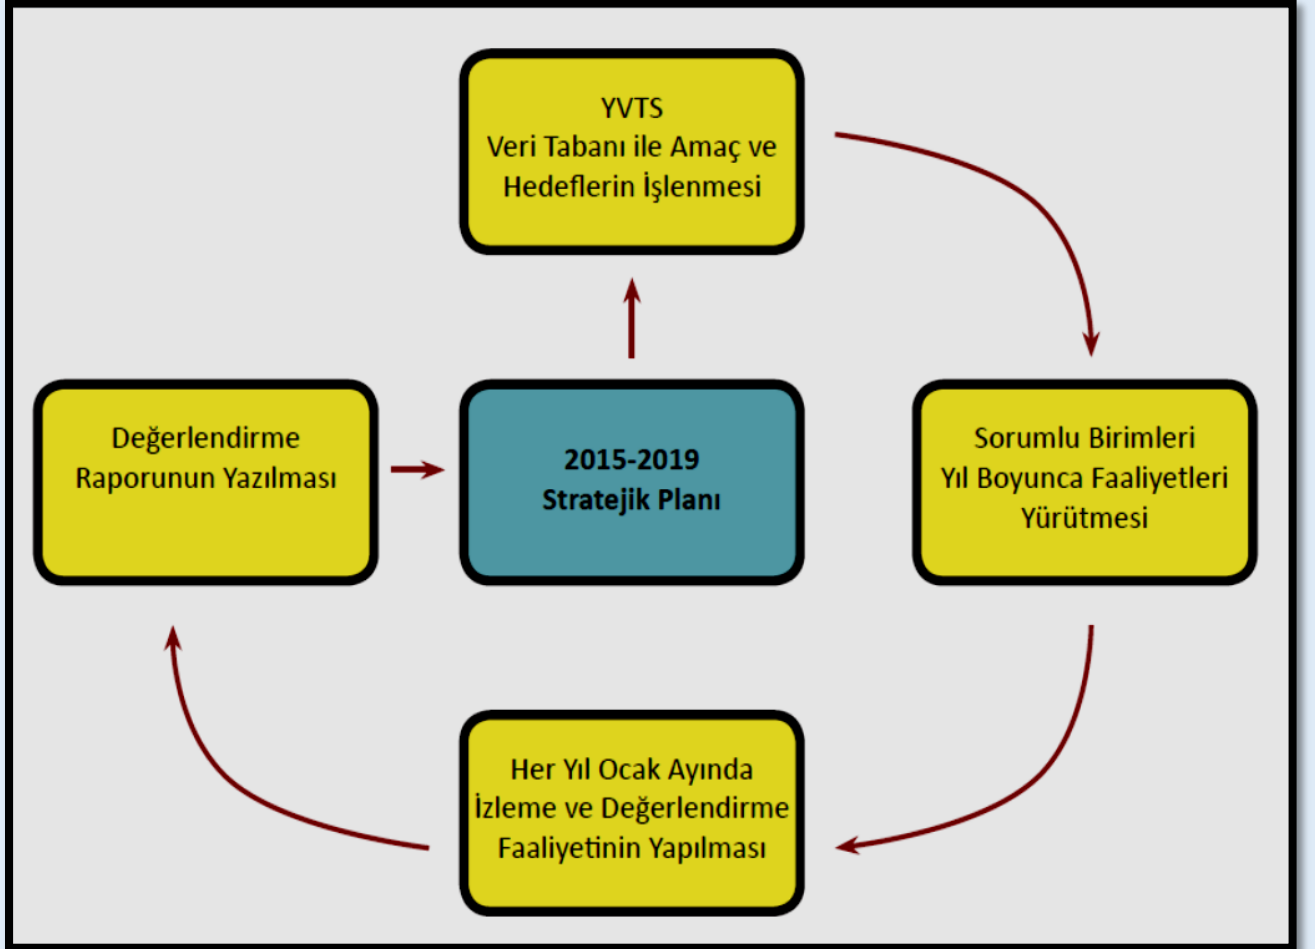 YVTS
Veri Tabanı ile Amaç ve
Hedeflerin İşlenmesi
Değerlendirme
Raporunun Yazılması
2015-2019
Stratejik Planı
Sorumlu Birimleri
Yıl Boyunca Faaliyetleri
Yürütmesi
Her Yıl Ocak Ayında
İzleme ve Değerlendirme
Faaliyetinin Yapılması